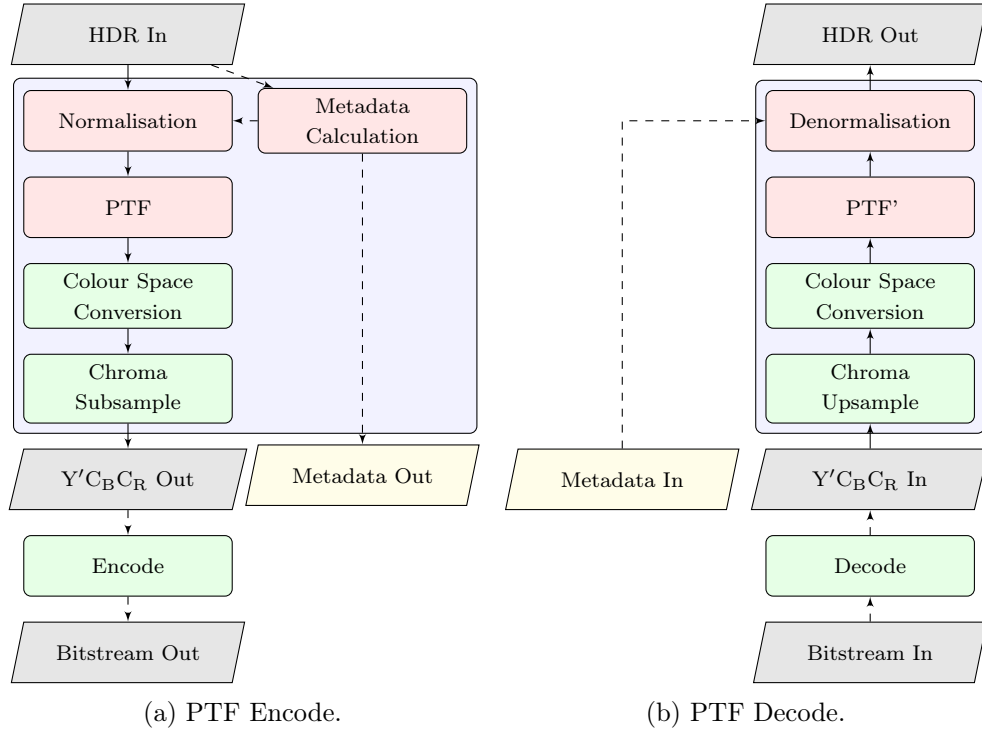 HDR In
Normalisation
Metadata
Calculation
PTF
Colour Space
Conversion
Chroma
Subsample
Y′CBCR Out
Metadata Out
Encode
Bitstream Out
(a) PTF Encode.
HDR Out
Denormalisation
PTF’
Colour Space
Conversion
Chroma
Upsample
Metadata In
Y′CBCR In
Decode
Bitstream In
(b) PTF Decode.